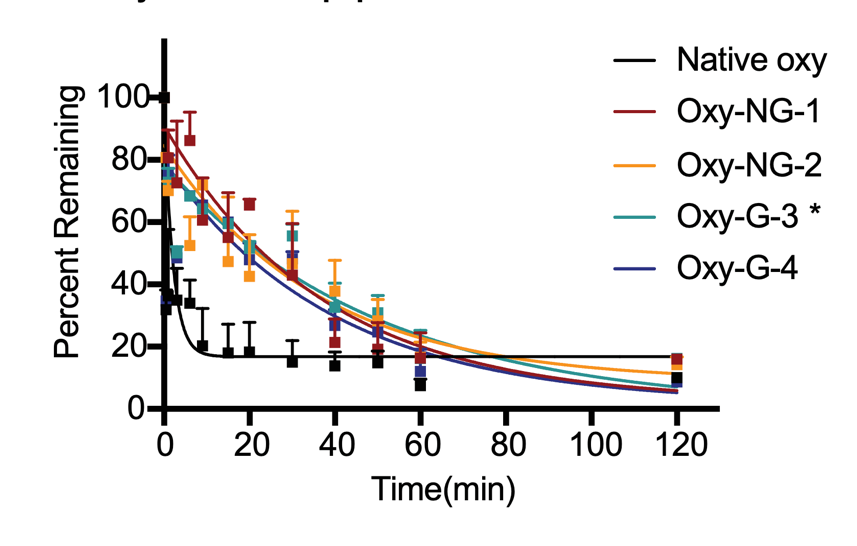 Native oxy
Oxy-NG-1
Oxy-NG-2
Oxy-G-3 *
Oxy-G-4
Percent Remaining
100
80
60
40
20
0
0 20 40 60 80 100 120
Time(min)